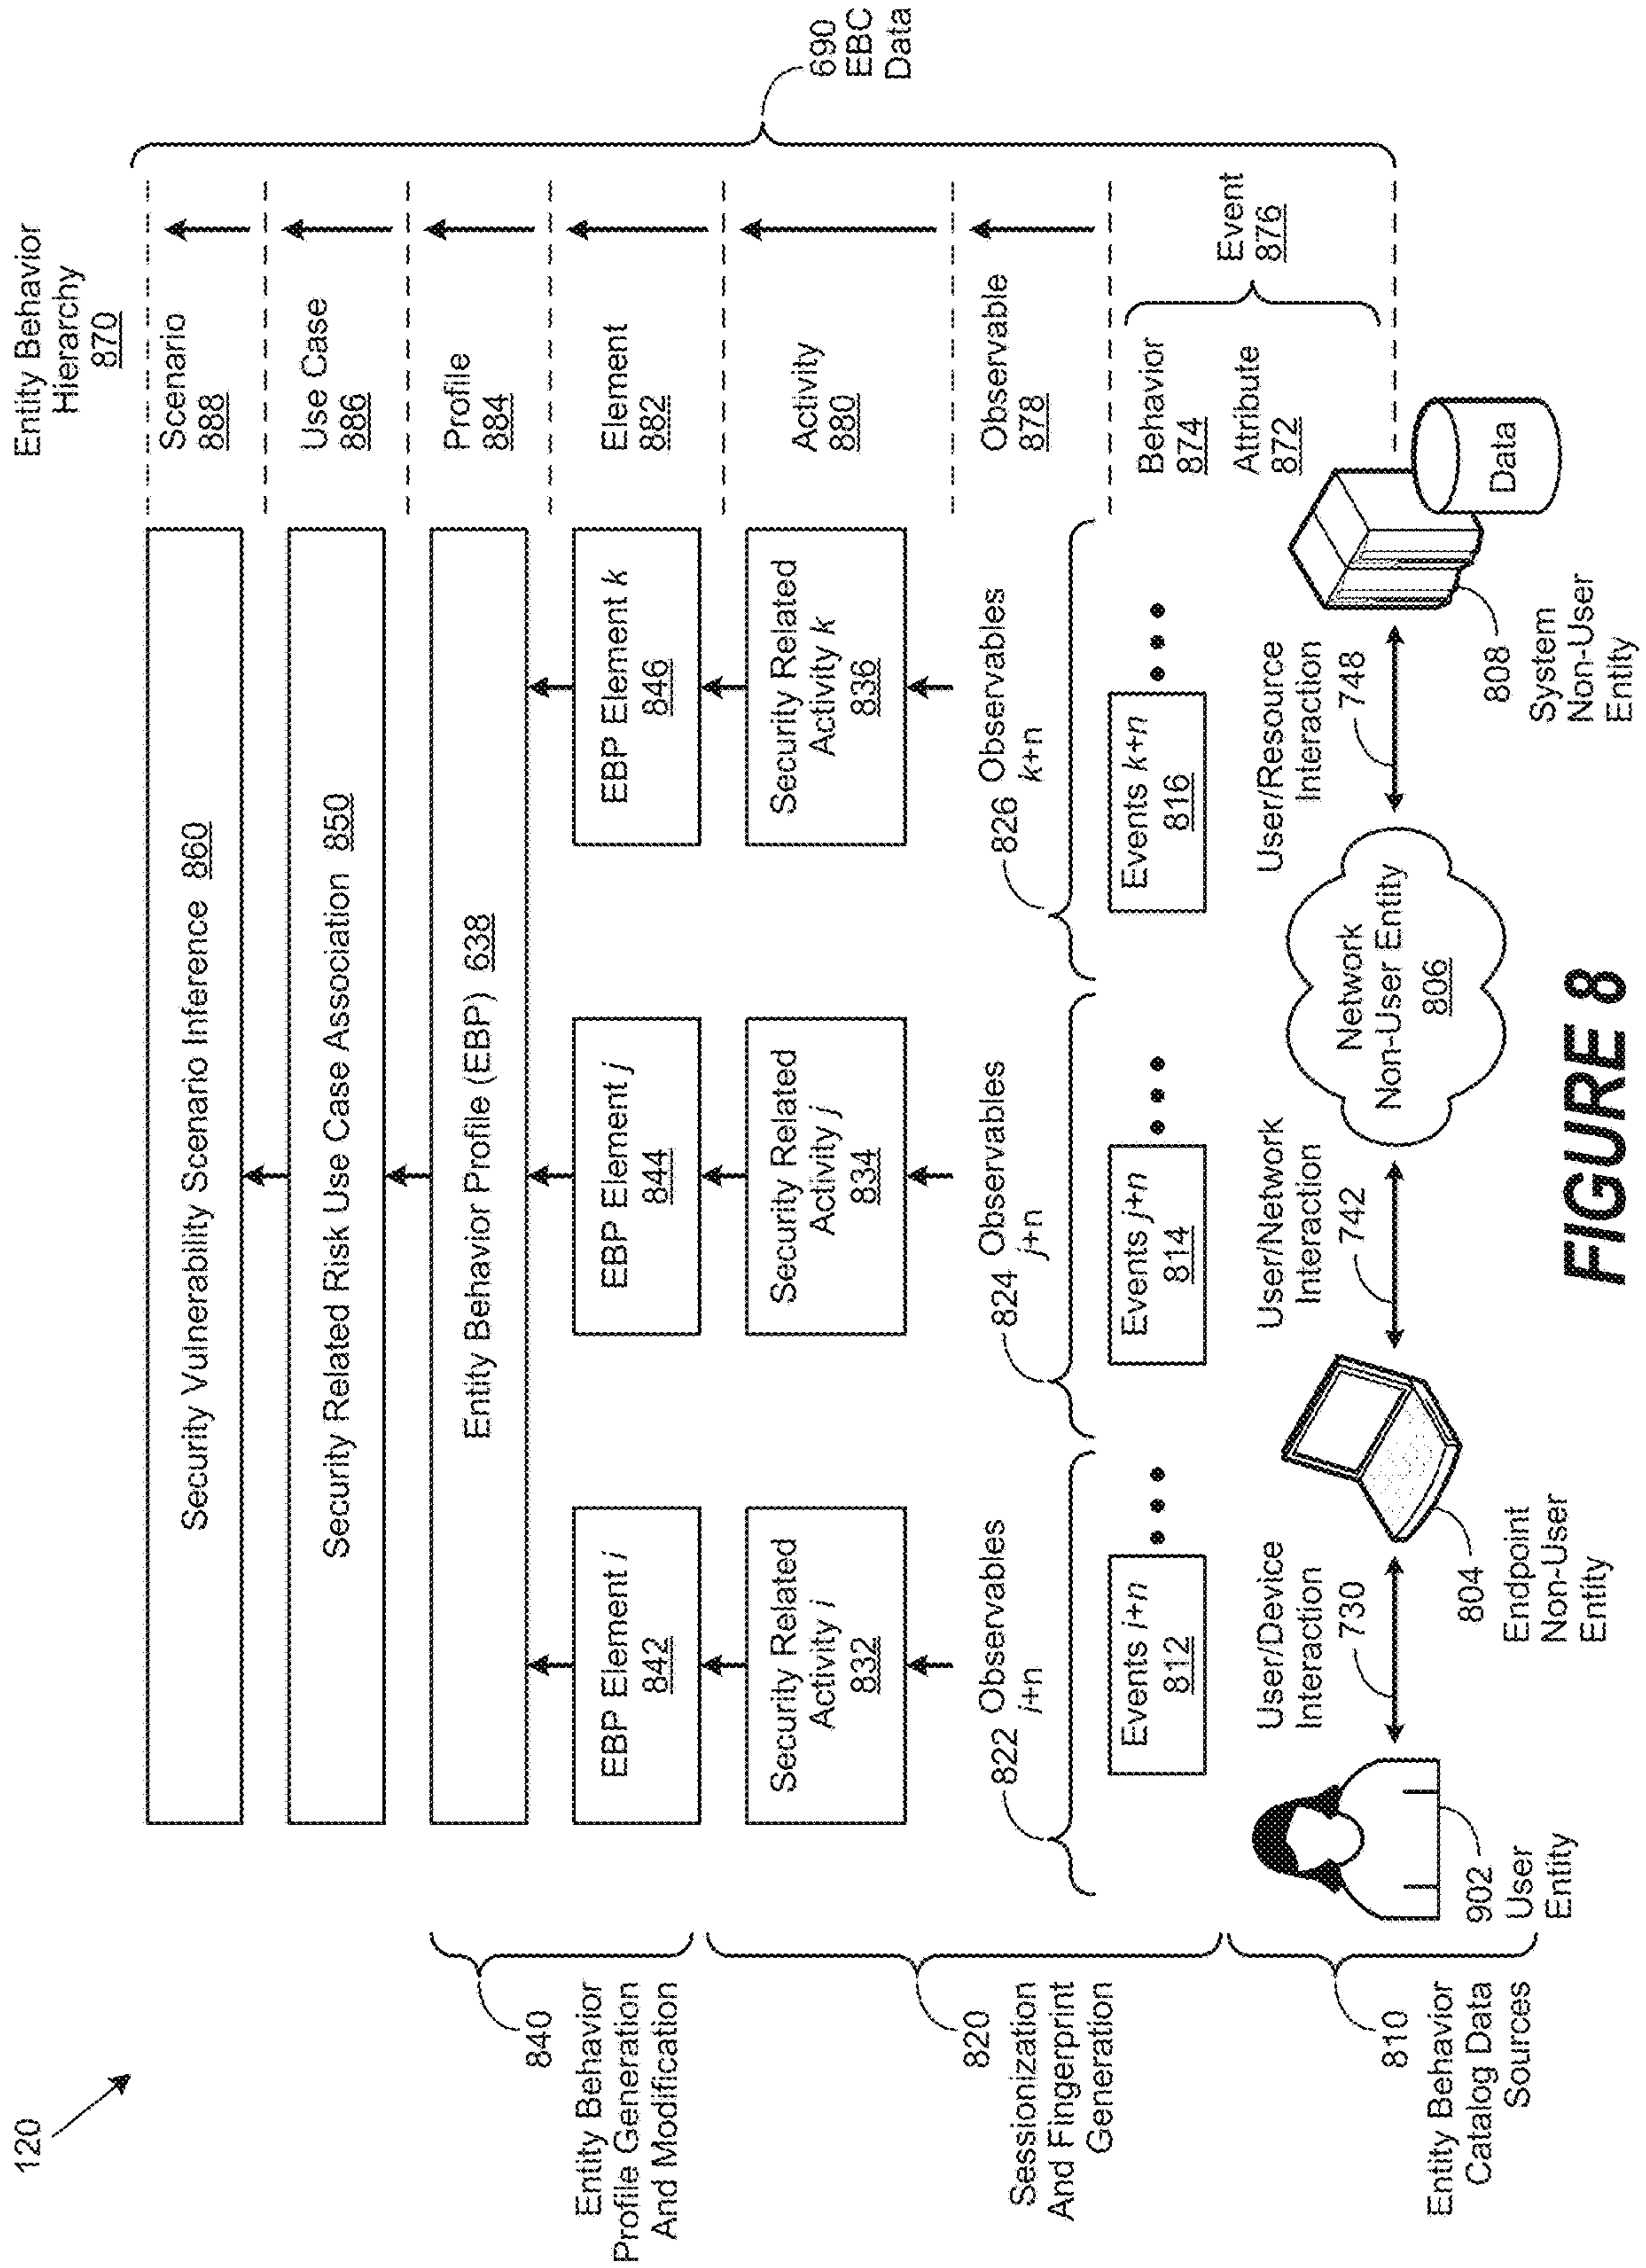 120
Entity Behavior
Hierarchy
870
Security Vulnerability Scenario Inference 860
Scenario
888
Security Related Risk Use Case Association 850
Use Case
886
840
Entity Behavior
Profile Generation
And Modification
Entity Behavior Profile (EBP) 638
Profile
884
EBP Element i
842
EBP Element j
844
EBP Element k
846
Element
882
Security Related
Activity i
832
Security Related
Activity j
834
Security Related
Activity k
836
Activity
880
820
Sessionization
And Fingerprint
Generation
822 Observables
i+n
824 Observables
j+n
826 Observables
k+n
Observable
878
Events i+n
812
Events j+n
814
Events k+n
816
Behavior
874
Attribute
872
Event
876
690
EBC
Data
810
Entity Behavior
Catalog Data
Sources
902
User
Entity
User/Device
Interaction
730
804
Endpoint
Non-User
Entity
User/Network
Interaction
742
Network
Non-User Entity
806
User/Resource
Interaction
748
808
System
Non-User
Entity
Data
FIGURE 8